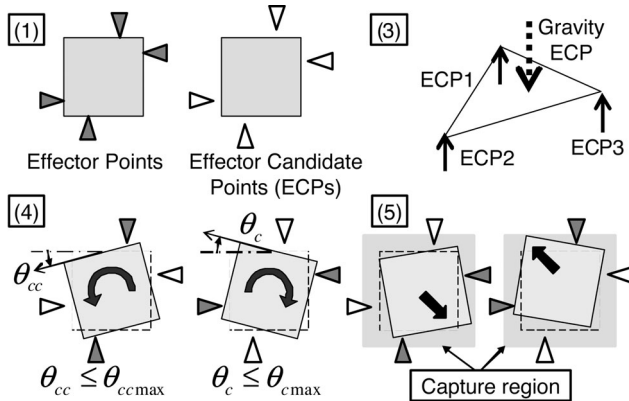 (1)
Effector Points
Effector Candidate
Points (ECPs)
(3)
Gravity
ECP
ECP1
ECP2
ECP3
(4)
θcc
θcc ≤ θccmax
θc
θc ≤ θcmax
(5)
Capture region